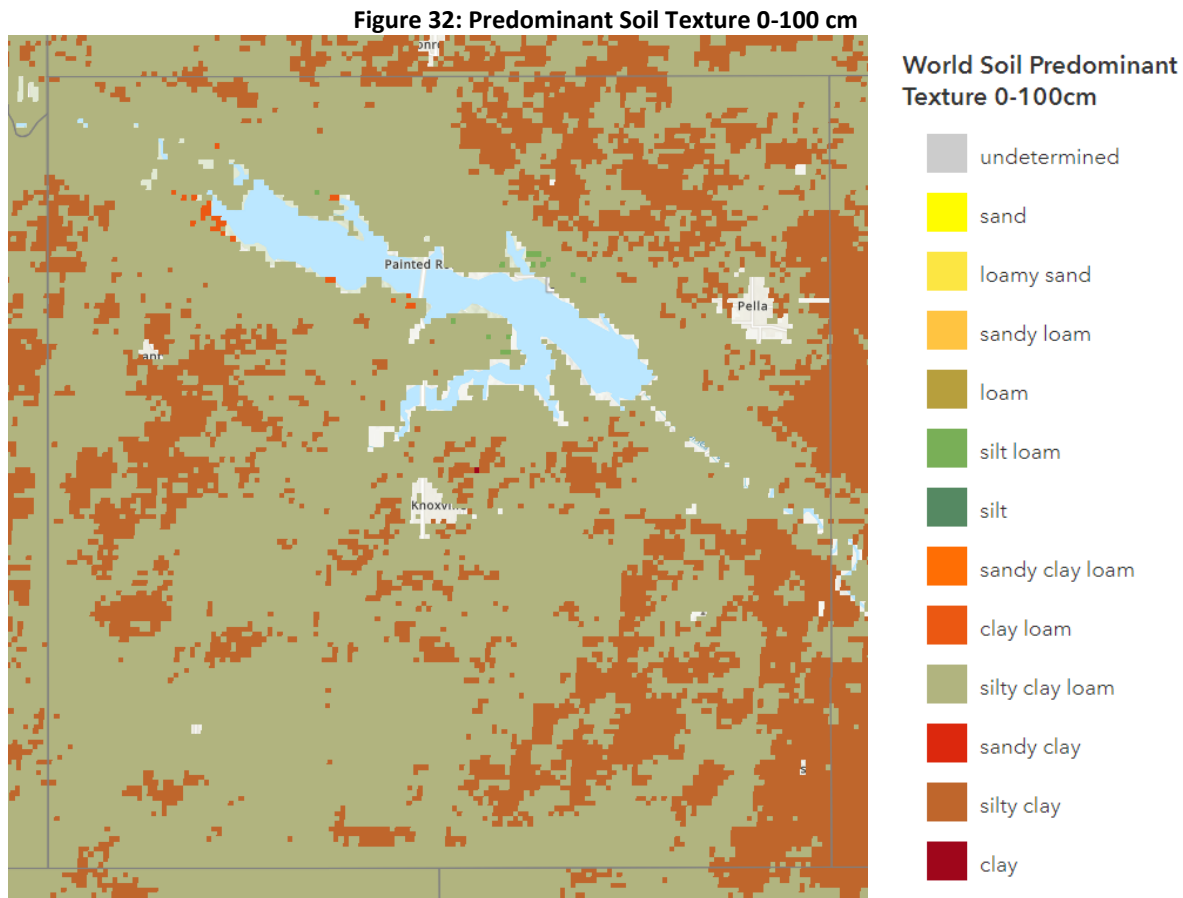 Figure 32: Predominant Soil Texture 0-100 cm
Painted R
Pella
Knoxvi
World Soil Predominant
Texture 0-100cm
undetermined
sand
loamy sand
sandy loam
loam
silt loam
silt
sandy clay loam
clay loam
silty clay loam
sandy clay
silty clay
clay